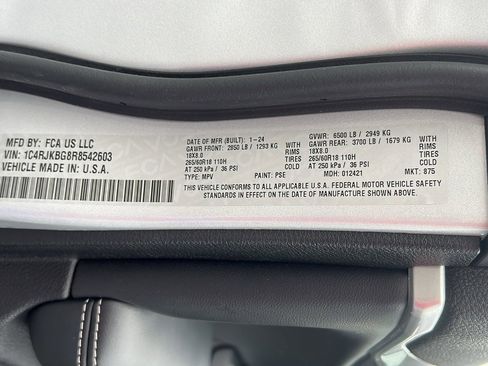 MFD BY: FCA US LLC
VIN: 1C4RJKBG8R8542603
VEHICLE MADE IN: U.S.A.
DATE OF MFR (BUILT): 1-24 GVWR: 6500 LB / 2949 KG
GAWR FRONT: 2850 LB / 1293 KG WITH GAWR REAR: 3700 LB / 1679 KG WITH
18X8.0 RIMS 18X8.0 RIMS
265/60R18 110H TIRES 265/60R18 110H TIRES
AT 250 kPa / 36 PSI COLD AT 250 kPa / 36 PSI COLD
TYPE: MPV PAINT: PSE MDH: 012421 MKT: 875
THIS VEHICLE CONFORMS TO ALL APPLICABLE U.S.A. FEDERAL MOTOR VEHICLE SAFETY
STANDARDS IN EFFECT ON THE DATE OF MANUFACTURE SHOWN ABOVE.